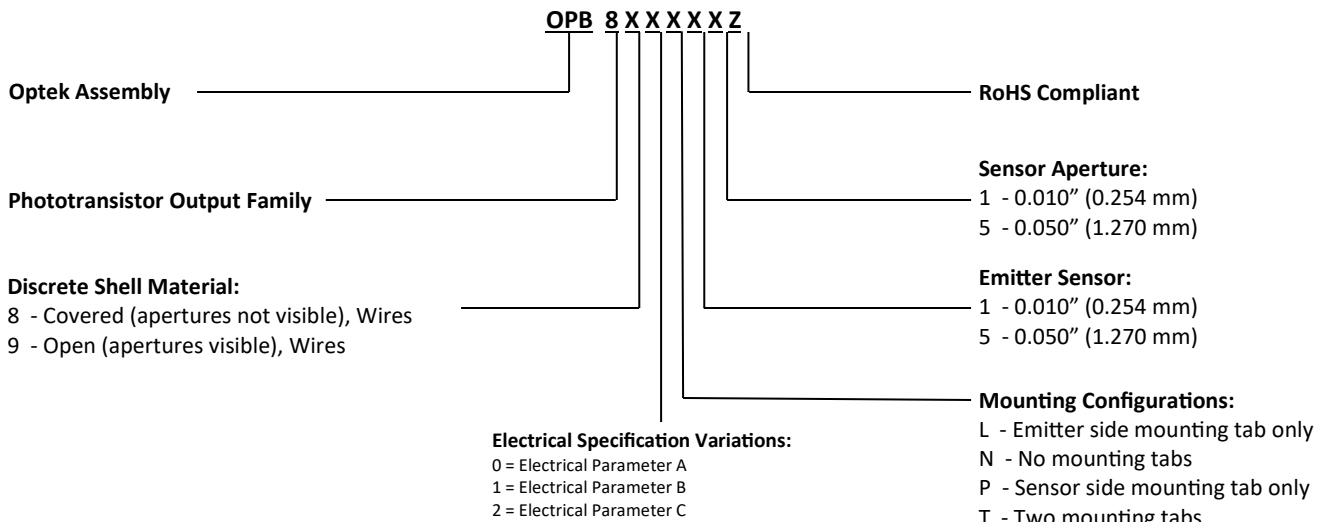 OPB 8 X X X X X Z
Optek Assembly
RoHS Compliant
Phototransistor Output Family
Sensor Aperture:
1 - 0.010” (0.254 mm)
5 - 0.050” (1.270 mm)
Discrete Shell Material:
8 - Covered (apertures not visible), Wires
9 - Open (apertures visible), Wires
Emitter Sensor:
1 - 0.010” (0.254 mm)
5 - 0.050” (1.270 mm)
Electrical Specification Variations:
0 = Electrical Parameter A
1 = Electrical Parameter B
2 = Electrical Parameter C
Mounting Configurations:
L - Emitter side mounting tab only
N - No mounting tabs
P - Sensor side mounting tab only
T - Two mounting tabs